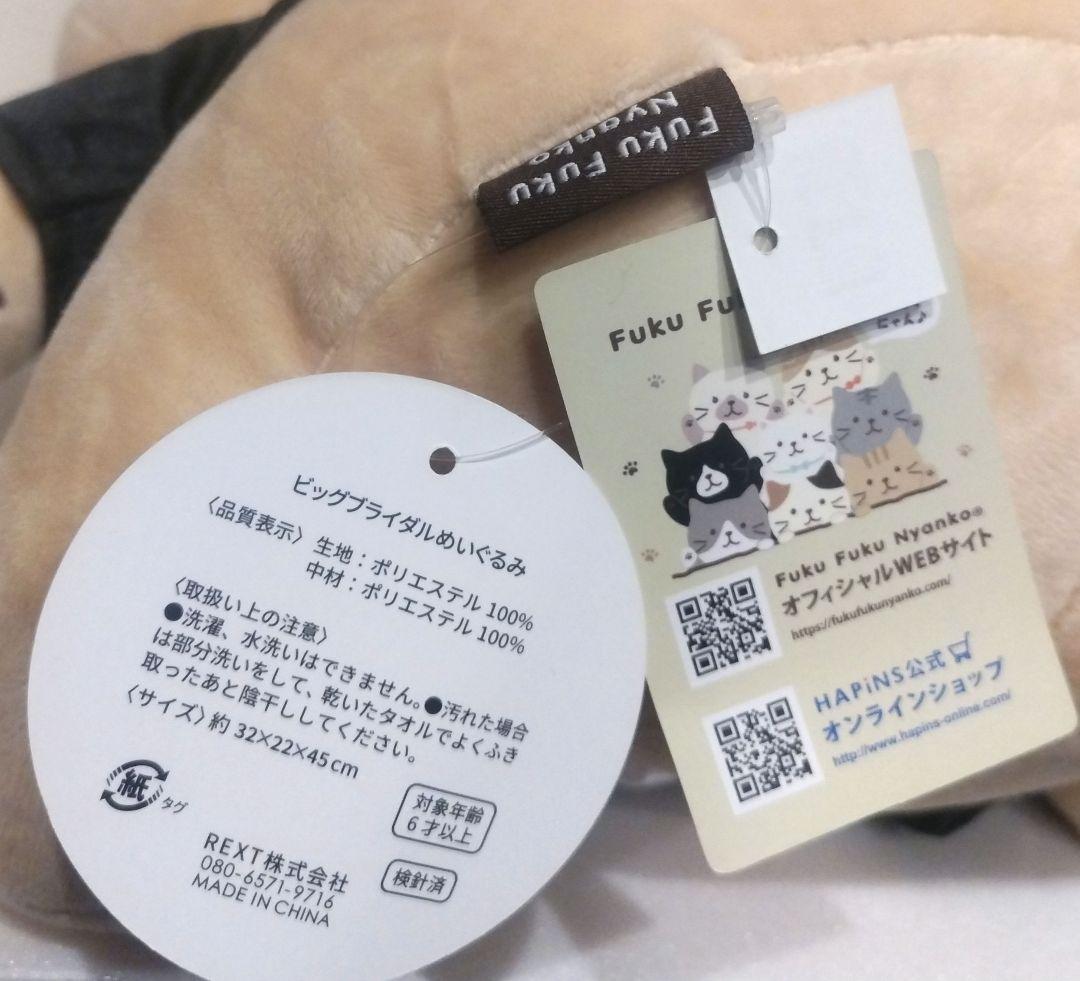 Fuku Fuku
Nyanko
Fuku Fu
にゃん♪
Fuku Fuku Nyanko®
オフィシャルWEBサイト
https://fukufukunyanko.com/
HAPiNS公式
オンラインショップ
http://www.hapins-online.com/
ビッグブライダルめいぐるみ
〈品質表示〉生地：ポリエステル 100%
中材：ポリエステル 100%
〈取扱い上の注意〉
●洗濯、水洗いはできません。●汚れた場合
は部分洗いをして、乾いたタオルでよくふき
取ったあと陰干ししてください。
〈サイズ〉約 32×22×45cm
紙 タグ
対象年齢
6才以上
検針済
REXT株式会社
080-6571-9716
MADE IN CHINA